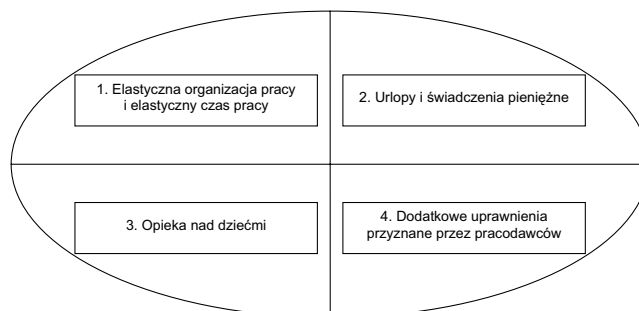 1. Elastyczna organizacja pracy
i elastyczny czas pracy
2. Urlopy i świadczenia pieniężne
3. Opieka nad dziećmi
4. Dodatkowe uprawnienia
przyznane przez pracodawców